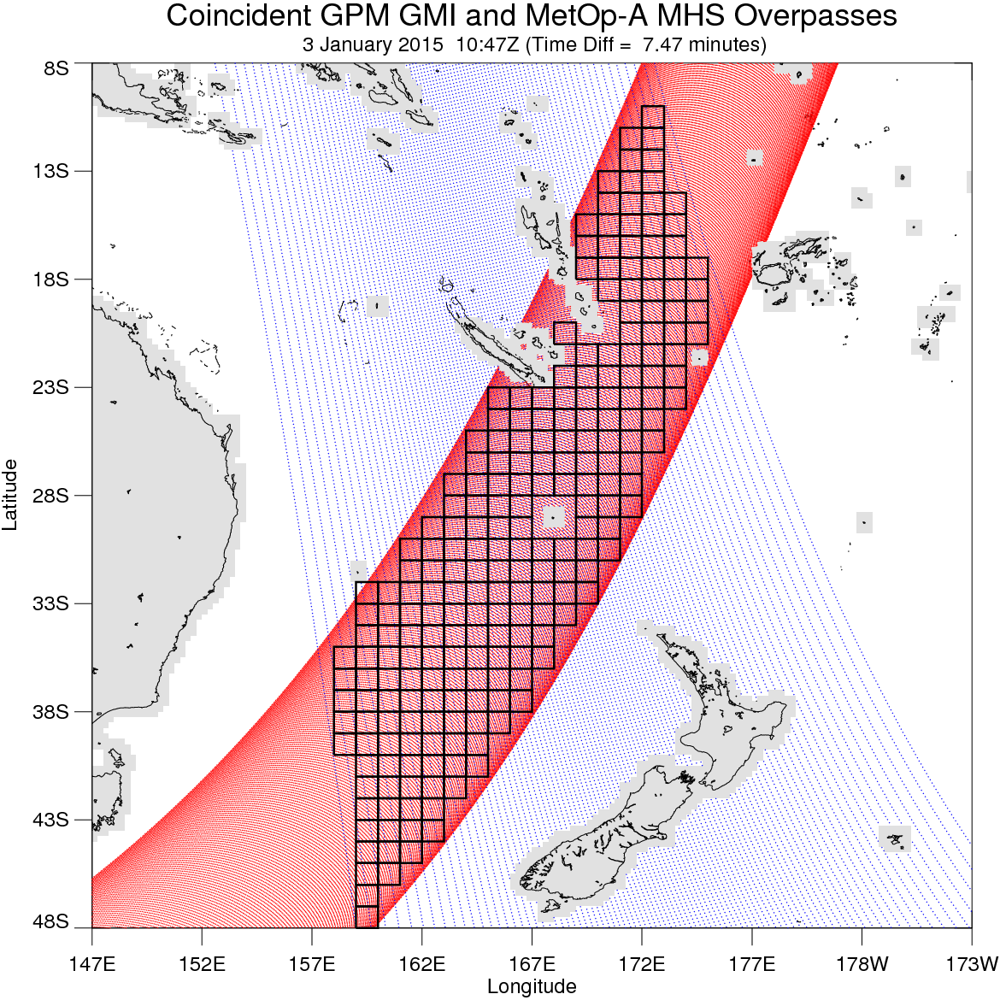 Coincident GPM GMI and MetOp-A MHS Overpasses
3 January 2015  10:47Z (Time Diff =  7.47 minutes)
8S
13S
18S
23S
28S
33S
38S
43S
48S
Latitude
147E 152E 157E 162E 167E 172E 177E 178W 173W
Longitude